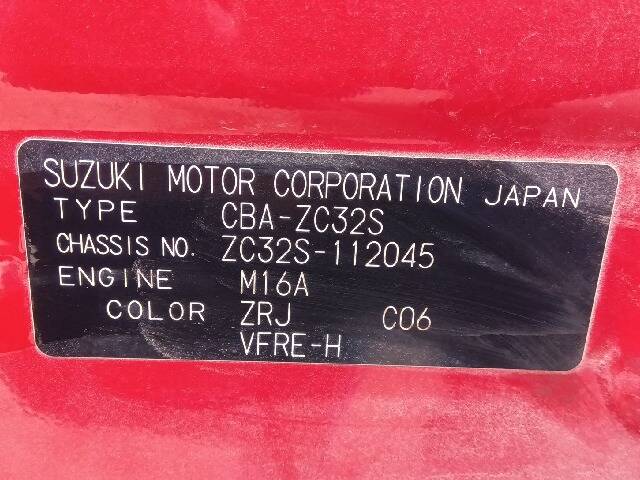 SUZUKI MOTOR CORPORATION JAPAN
TYPE CBA-ZC32S
CHASSIS NO. ZC32S-112045
ENGINE M16A
COLOR ZRJ C06
VFRE-H